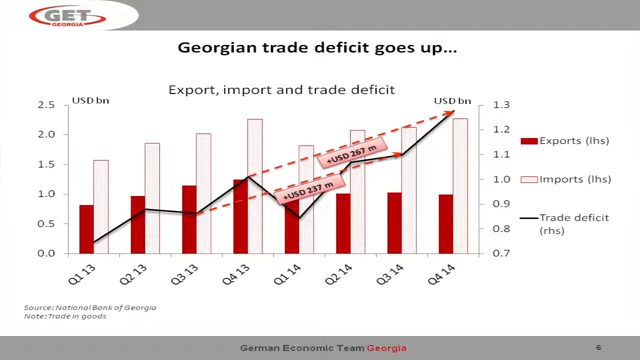 GET
GEORGIA
Georgian trade deficit goes up...
Export, import and trade deficit
USD bn
USD bn
2.5
2.0
1.5
1.0
0.5
0.0
1.3
1.2
1.1
1.0
0.9
0.8
0.7
+USD 267 m
+USD 237 m
Exports (lhs)
Imports (lhs)
Trade deficit
(rhs)
Q1 13
Q2 13
Q3 13
Q4 13
Q1 14
Q2 14
Q3 14
Q4 14
Source: National Bank of Georgia
Note: Trade in goods
German Economic Team Georgia
6